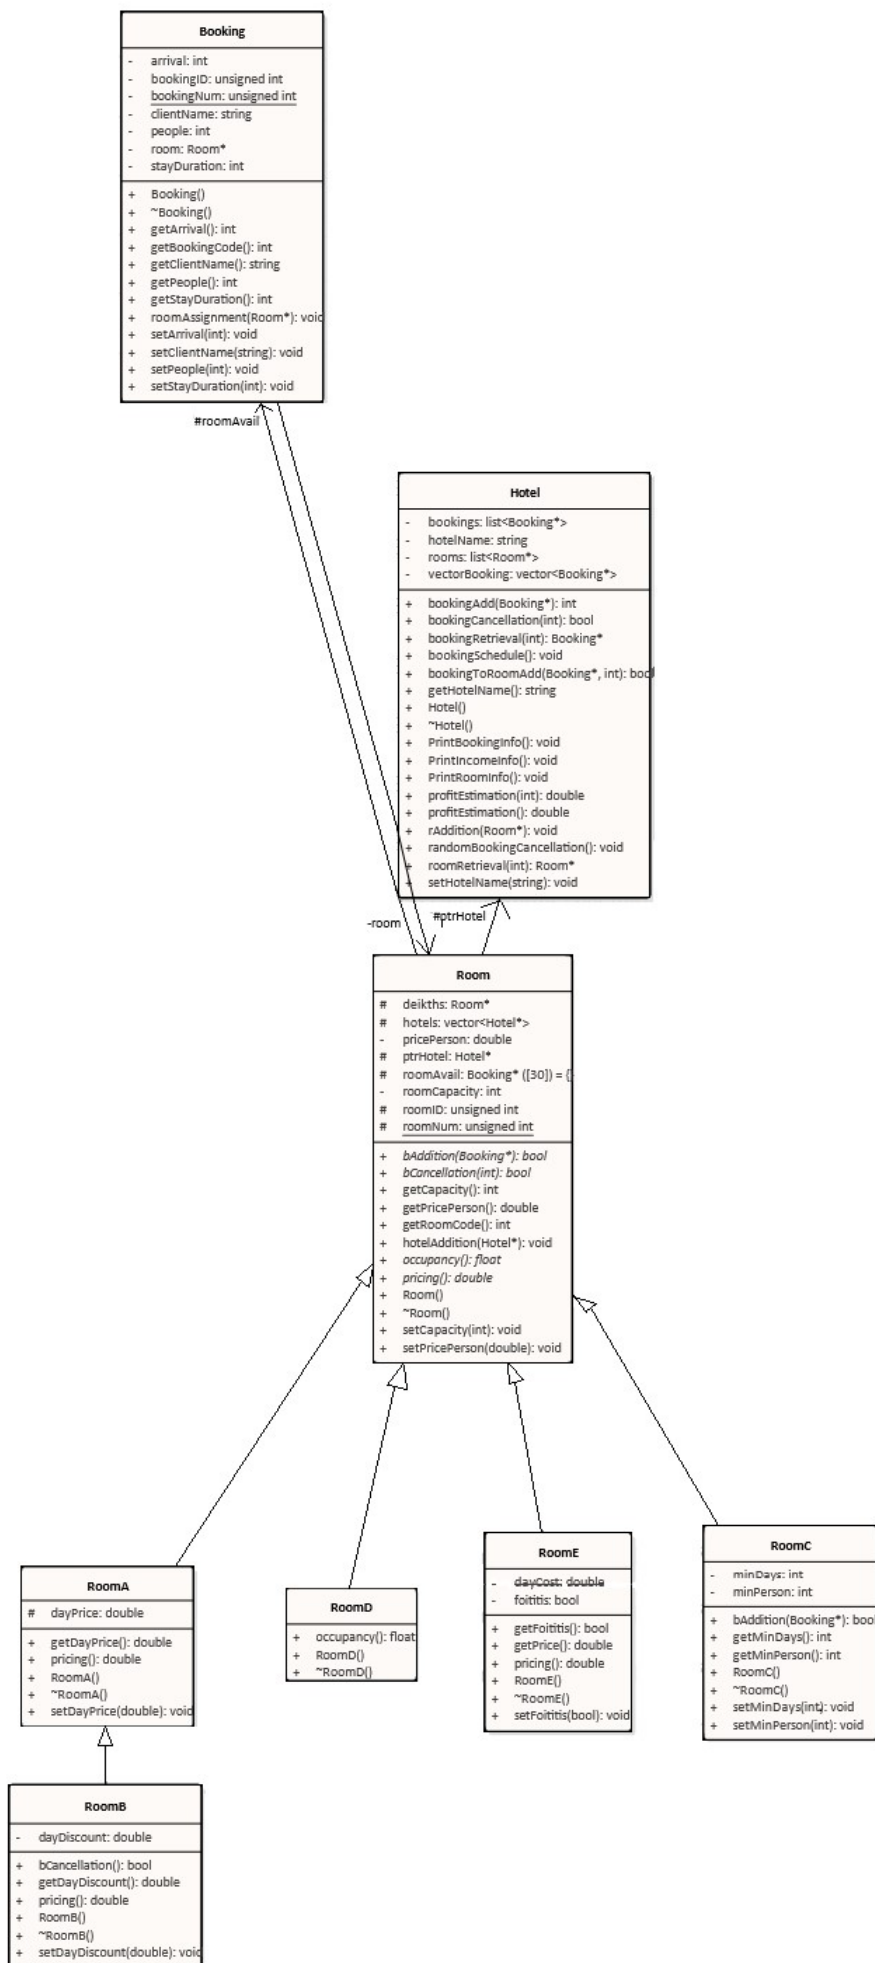 Booking
- arrival: int
- bookingID: unsigned int
- bookingNum: unsigned int
- clientName: string
- people: int
- room: Room*
- stayDuration: int
+ Booking()
+ ~Booking()
+ getArrival(): int
+ getBookingCode(): int
+ getClientName(): string
+ getPeople(): int
+ getStayDuration(): int
+ roomAssignment(Room*): void
+ setArrival(int): void
+ setClientName(string): void
+ setPeople(int): void
+ setStayDuration(int): void
#roomAvail
Hotel
- bookings: list<Booking*>
- hotelName: string
- rooms: list<Room*>
- vectorBooking: vector<Booking*>
+ bookingAdd(Booking*): int
+ bookingCancellation(int): bool
+ bookingRetrieval(int): Booking*
+ bookingSchedule(): void
+ bookingToRoomAdd(Booking*, int): bool
+ getHotelName(): string
+ Hotel()
+ ~Hotel()
+ PrintBookingInfo(): void
+ PrintIncomeInfo(): void
+ PrintRoomInfo(): void
+ profitEstimation(int): double
+ profitEstimation(): double
+ rAddition(Room*): void
+ randomBookingCancellation(): void
+ roomRetrieval(int): Room*
+ setHotelName(string): void
-room
#ptrHotel
Room
# deikths: Room*
# hotels: vector<Hotel*>
- pricePerson: double
# ptrHotel: Hotel*
# roomAvail: Booking* ([30]) = {
- roomCapacity: int
# roomID: unsigned int
# roomNum: unsigned int
+ bAddition(Booking*): bool
+ bCancellation(int): bool
+ getCapacity(): int
+ getPricePerson(): double
+ getRoomCode(): int
+ hotelAddition(Hotel*): void
+ occupancy(): float
+ pricing(): double
+ Room()
+ ~Room()
+ setCapacity(int): void
+ setPricePerson(double): void
RoomA
# dayPrice: double
+ getDayPrice(): double
+ pricing(): double
+ RoomA()
+ ~RoomA()
+ setDayPrice(double): void
RoomD
+ occupancy(): float
+ RoomD()
+ ~RoomD()
RoomE
- dayCost: double
- foititis: bool
+ getFoititis(): bool
+ getPrice(): double
+ pricing(): double
+ RoomE()
+ ~RoomE()
+ setFoititis(bool): void
RoomC
- minDays: int
- minPerson: int
+ bAddition(Booking*): bool
+ getMinDays(): int
+ getMinPerson(): int
+ RoomC()
+ ~RoomC()
+ setMinDays(int): void
+ setMinPerson(int): void
RoomB
- dayDiscount: double
+ bCancellation(): bool
+ getDayDiscount(): double
+ pricing(): double
+ RoomB()
+ ~RoomB()
+ setDayDiscount(double): void